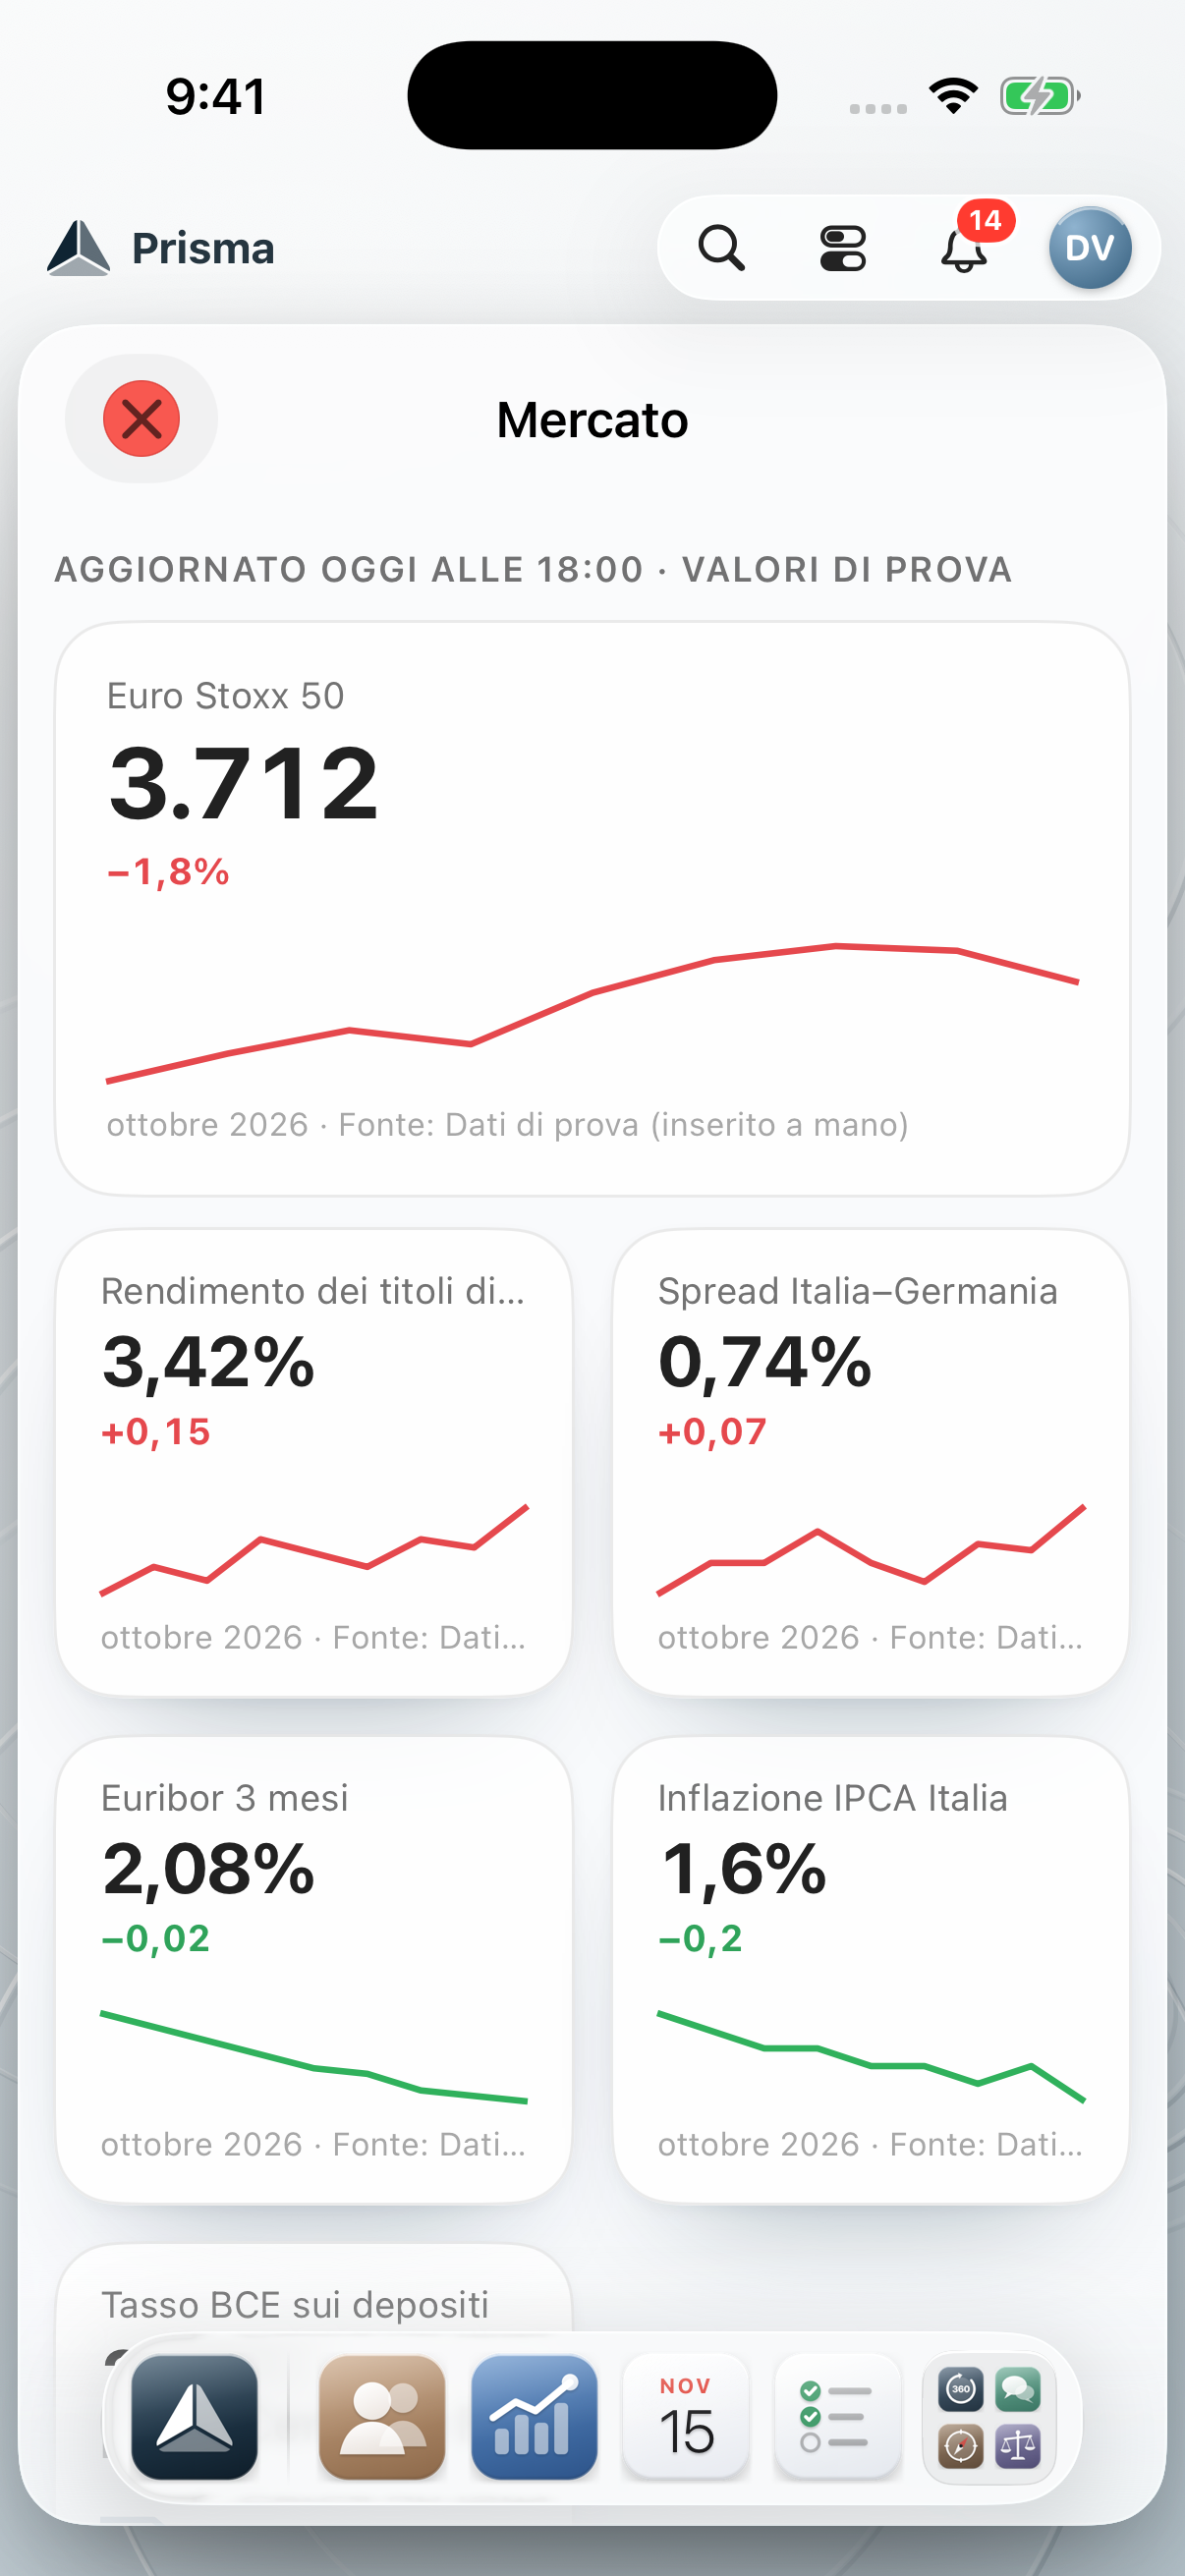 9:41
Prisma
14
DV
Mercato
AGGIORNATO OGGI ALLE 18:00 · VALORI DI PROVA
Euro Stoxx 50
3.712
−1,8%
ottobre 2026 · Fonte: Dati di prova (inserito a mano)
Rendimento dei titoli di...
3,42%
+0,15
ottobre 2026 · Fonte: Dati...
Spread Italia–Germania
0,74%
+0,07
ottobre 2026 · Fonte: Dati...
Euribor 3 mesi
2,08%
−0,02
ottobre 2026 · Fonte: Dati...
Inflazione IPCA Italia
1,6%
−0,2
ottobre 2026 · Fonte: Dati...
Tasso BCE sui depositi
NOV
15
360